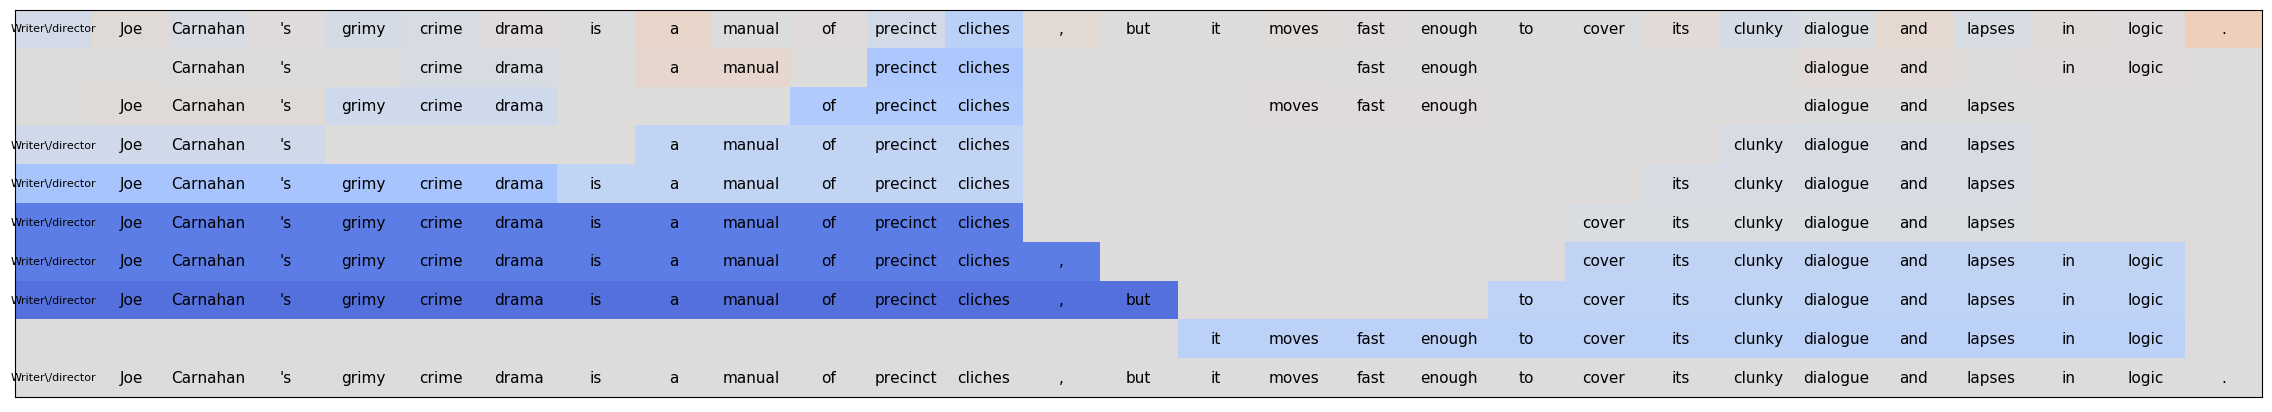 Writer\/director Joe Carnahan 's grimy crime drama is a manual of precinct cliches , but it moves fast enough to cover its clunky dialogue and lapses in logic .
Carnahan 's crime drama a manual precinct cliches fast enough dialogue and in logic
Joe Carnahan 's grimy crime drama of precinct cliches moves fast enough dialogue and lapses
Writer\/director Joe Carnahan 's a manual of precinct cliches clunky dialogue and lapses
Writer\/director Joe Carnahan 's grimy crime drama is a manual of precinct cliches its clunky dialogue and lapses
Writer\/director Joe Carnahan 's grimy crime drama is a manual of precinct cliches cover its clunky dialogue and lapses
Writer\/director Joe Carnahan 's grimy crime drama is a manual of precinct cliches , cover its clunky dialogue and lapses in logic
Writer\/director Joe Carnahan 's grimy crime drama is a manual of precinct cliches , but to cover its clunky dialogue and lapses in logic
it moves fast enough to cover its clunky dialogue and lapses in logic
Writer\/director Joe Carnahan 's grimy crime drama is a manual of precinct cliches , but it moves fast enough to cover its clunky dialogue and lapses in logic .